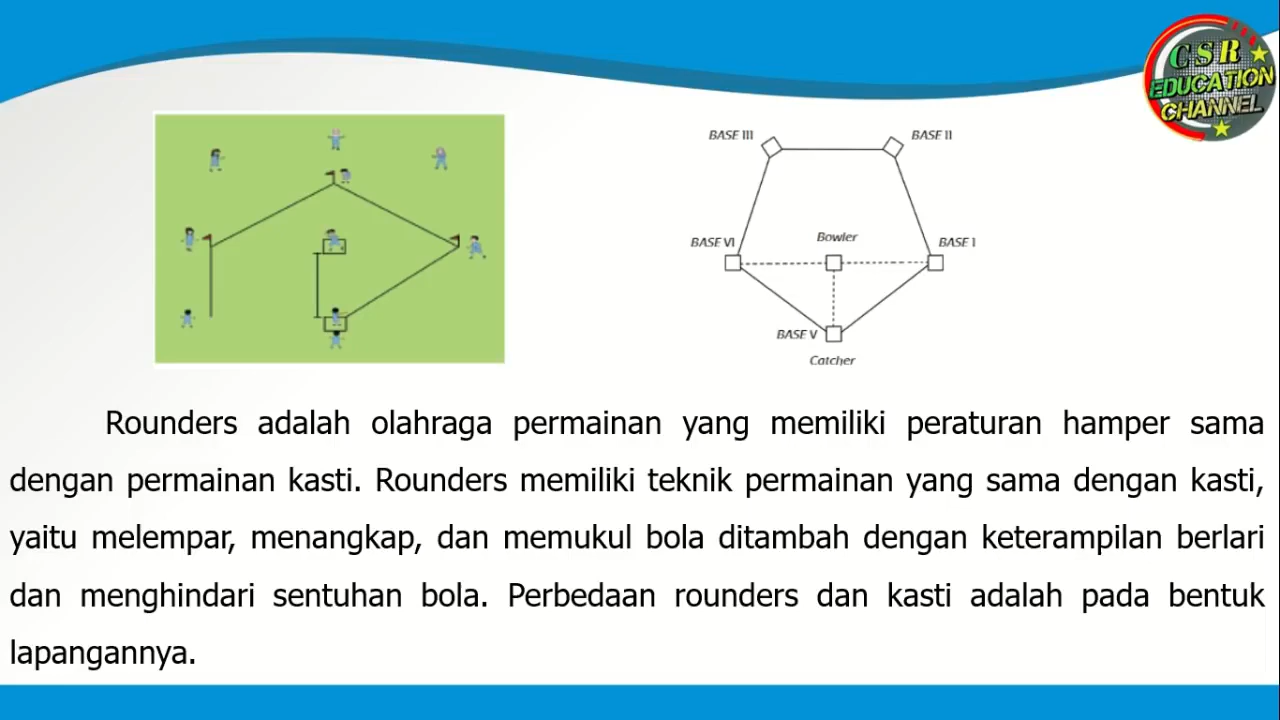 CSR
EDUCATION
CHANNEL
BASE III
BASE II
BASE VI
Bowler
BASE 1
BASE V
Catcher
Rounders adalah olahraga permainan yang memiliki peraturan hamper sama
dengan permainan kasti. Rounders memiliki teknik permainan yang sama dengan kasti,
yaitu melempar, menangkap, dan memukul bola ditambah dengan keterampilan berlari
dan menghindari sentuhan bola. Perbedaan rounders dan kasti adalah pada bentuk
lapangannya.